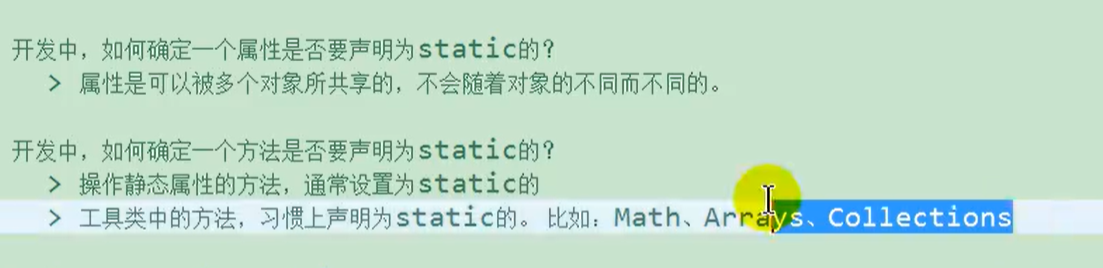 开发中，如何确定一个属性是否要声明为static的？
> 属性是可以被多个对象所共享的，不会随着对象的不同而不同的。
开发中，如何确定一个方法是否要声明为static的？
> 操作静态属性的方法，通常设置为static的
> 工具类中的方法，习惯上声明为static的。 比如：Math、Arrays、Collections